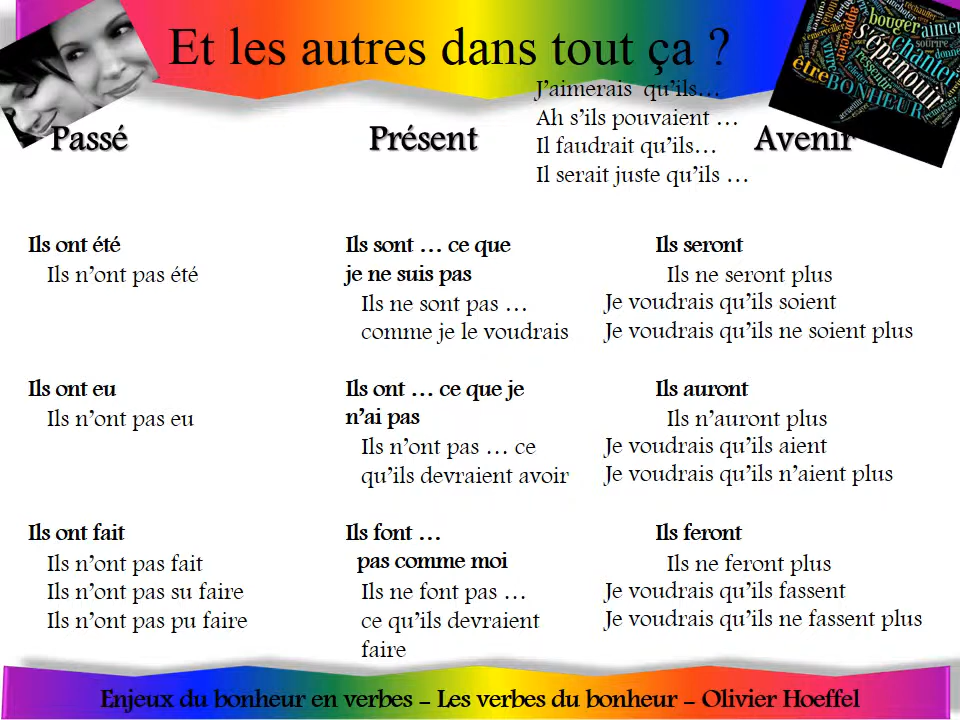 Et les autres dans tout ça ?
J'aimerais qu'ils…
Ah s'ils pouvaient …
Il faudrait qu'ils…
Il serait juste qu'ils …
Passé
Présent
Avenir
Ils ont été
Ils n'ont pas été
Ils sont … ce que
je ne suis pas
Ils ne sont pas …
comme je le voudrais
Ils seront
Ils ne seront plus
Je voudrais qu'ils soient
Je voudrais qu'ils ne soient plus
Ils ont eu
Ils n'ont pas eu
Ils ont … ce que je
n'ai pas
Ils n'ont pas … ce
qu'ils devraient avoir
Ils auront
Ils n'auront plus
Je voudrais qu'ils aient
Je voudrais qu'ils n'aient plus
Ils ont fait
Ils n'ont pas fait
Ils n'ont pas su faire
Ils n'ont pas pu faire
Ils font …
pas comme moi
Ils ne font pas …
ce qu'ils devraient
faire
Ils feront
Ils ne feront plus
Je voudrais qu'ils fassent
Je voudrais qu'ils ne fassent plus
bouger
aimer
sourire
chanter
s'épanouir
être
BONHEUR
vivre
ressentir
Enjeux du bonheur en verbes – Les verbes du bonheur – Olivier Hoeffel